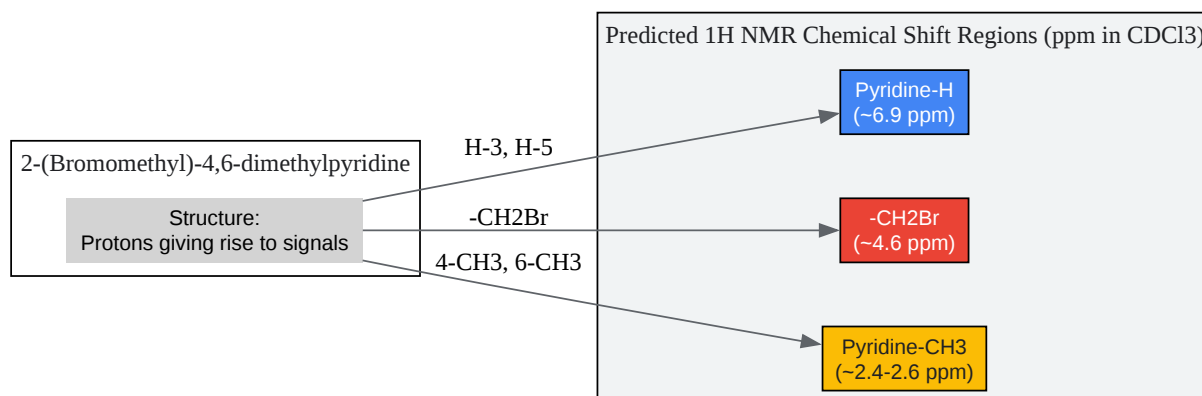 Predicted 1H NMR Chemical Shift Regions (ppm in CDCl3)
Pyridine-H
(~6.9 ppm)
H-3, H-5
2-(Bromomethyl)-4,6-dimethylpyridine
Structure:
Protons giving rise to signals
-CH2Br
-CH2Br
(~4.6 ppm)
4-CH3, 6-CH3
Pyridine-CH3
(~2.4-2.6 ppm)